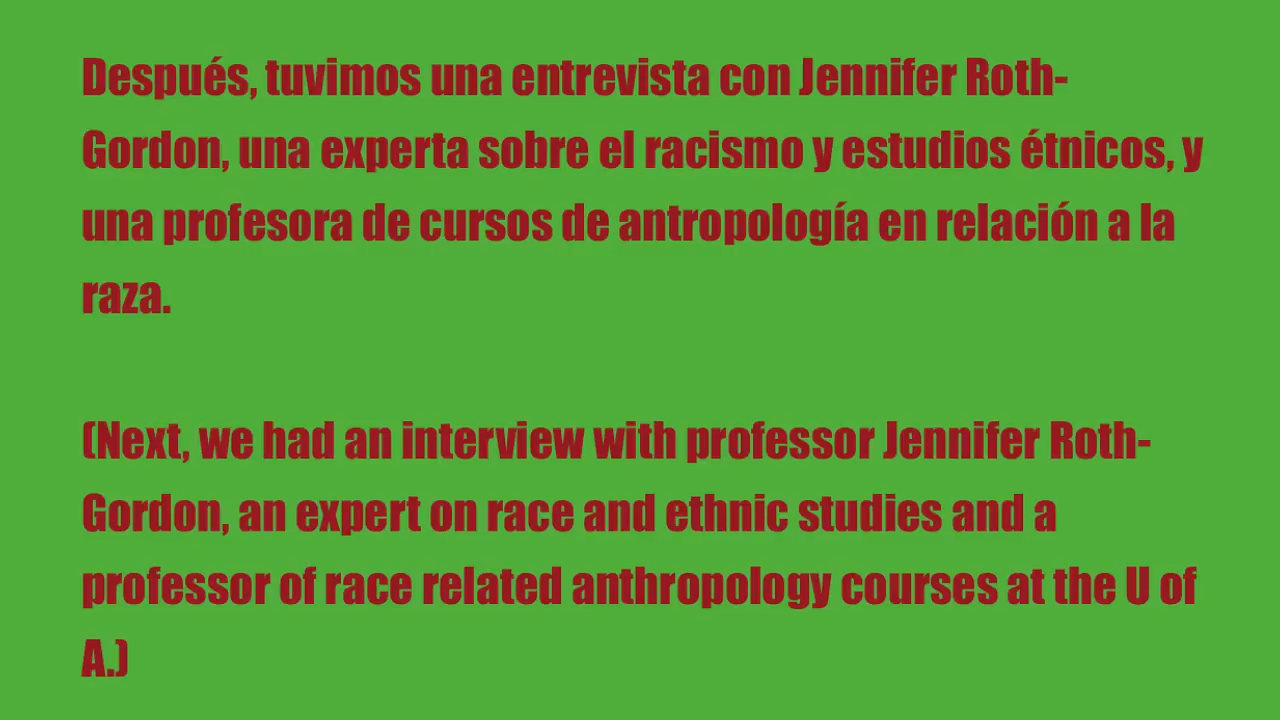 Después, tuvimos una entrevista con Jennifer Roth-
Gordon, una experta sobre el racismo y estudios étnicos, y
una profesora de cursos de antropología en relación a la
raza.
(Next, we had an interview with professor Jennifer Roth-
Gordon, an expert on race and ethnic studies and a
professor of race related anthropology courses at the U of
A.)